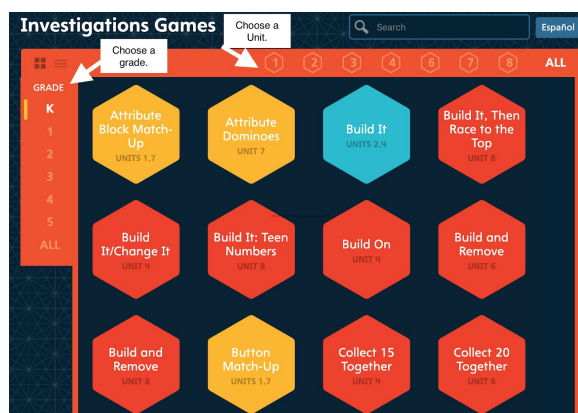 Investigations Games
Choose a
Unit.
Search
Español
Choose a
grade.
1 2 3 4 6 7 8 ALL
GRADE
K
1
2
3
4
5
ALL
Attribute
Block Match-
Up
UNITS 1,7
Attribute
Dominoes
UNIT 7
Build It
UNITS 2,4
Build It, Then
Race to the
Top
UNIT 8
Build
It/Change It
UNIT 4
Build It: Teen
Numbers
UNIT 8
Build On
UNIT 4
Build and
Remove
UNIT 6
Build and
Remove
UNIT 8
Button
Match-Up
UNITS 1,7
Collect 15
Together
UNIT 4
Collect 20
Together
UNIT 6